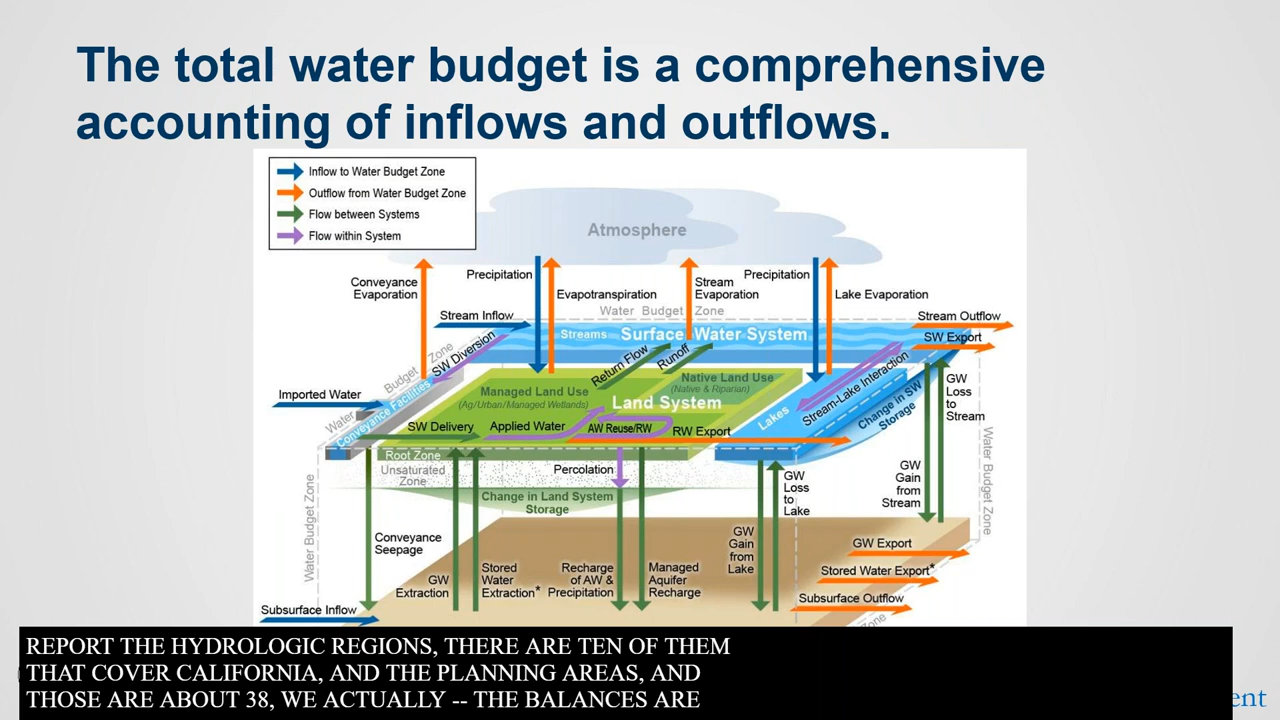 The total water budget is a comprehensive
accounting of inflows and outflows.
Inflow to Water Budget Zone
Outflow from Water Budget Zone
Flow between Systems
Flow within System
Atmosphere
Conveyance
Evaporation
Precipitation
Evapotranspiration
Stream
Evaporation
Precipitation
Lake Evaporation
Water Budget Zone
Stream Inflow
Stream Outflow
Streams
Surface Water System
SW Export
SW Diversion
Return Flow
Runoff
Stream-Lake Interaction
Water Budget Zone
Imported Water
Conveyance Facilities
Managed Land Use
(Ag/Urban/Managed Wetlands)
Native Land Use
(Native & Riparian)
Land System
Lakes
Change in SW
Storage
GW
Loss
to
Stream
SW Delivery
Applied Water
AW Reuse/RW
RW Export
Root Zone
Unsaturated
Zone
Percolation
Change in Land System
Storage
GW
Loss
to
Lake
GW
Gain
from
Stream
Water Budget Zone
Water Budget Zone
Conveyance
Seepage
GW
Extraction
Stored
Water
Extraction*
Recharge
of AW &
Precipitation
Managed
Aquifer
Recharge
GW
Gain
from
Lake
GW Export
Stored Water Export*
Subsurface Outflow
Subsurface Inflow
Zone
REPORT THE HYDROLOGIC REGIONS, THERE ARE TEN OF THEM
THAT COVER CALIFORNIA, AND THE PLANNING AREAS, AND
THOSE ARE ABOUT 38, WE ACTUALLY -- THE BALANCES ARE
ent